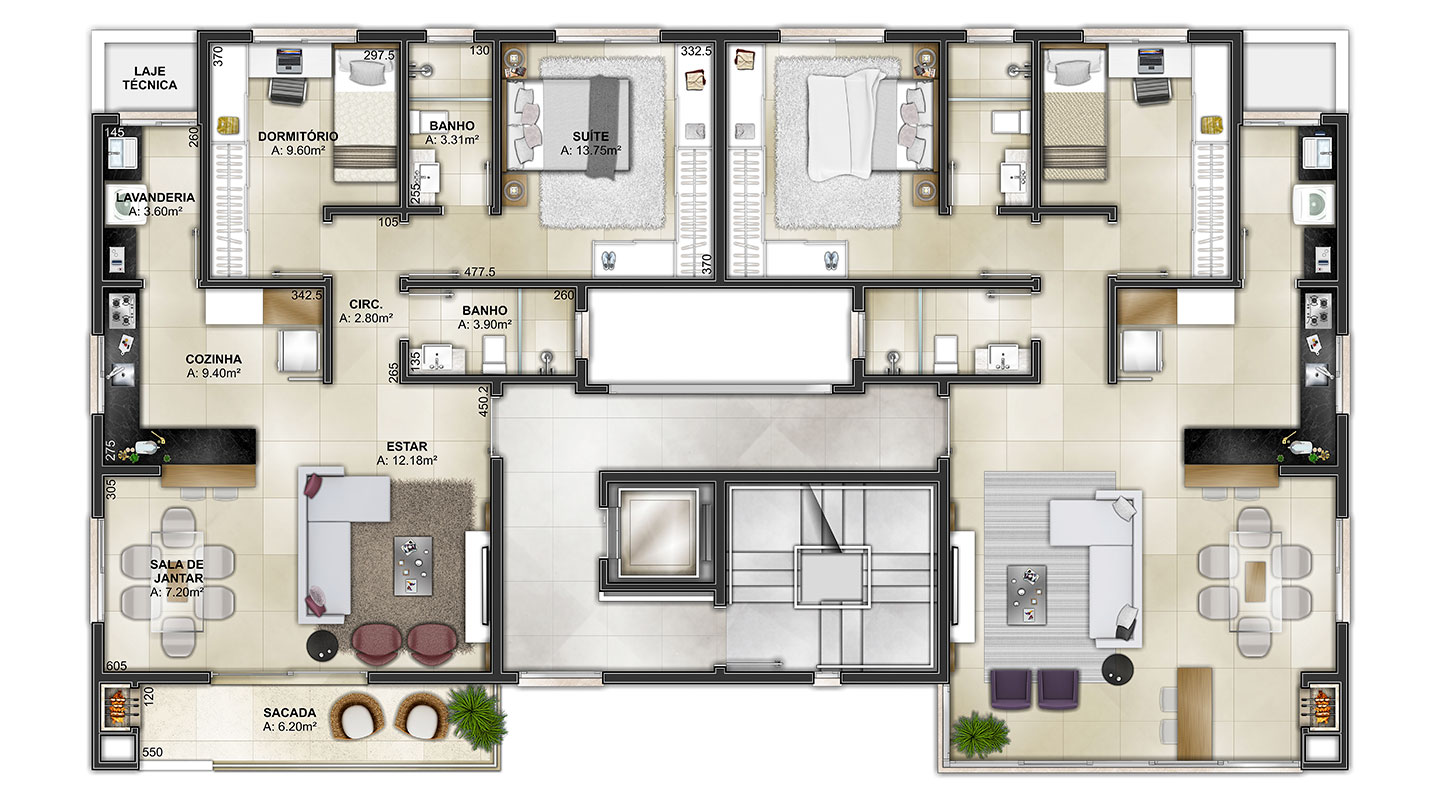 370
297.5
130
332.5
LAJE
TÉCNICA
145
260
DORMITÓRIO
A: 9.60m²
BANHO
A: 3.31m²
SUÍTE
A: 13.75m²
255
LAVANDERIA
A: 3.60m²
105
477.5
370
342.5
CIRC.
A: 2.80m²
BANHO
A: 3.90m²
260
135
265
COZINHA
A: 9.40m²
450.2
275
ESTAR
A: 12.18m²
305
SALA DE
JANTAR
A: 7.20m²
605
120
SACADA
A: 6.20m²
550